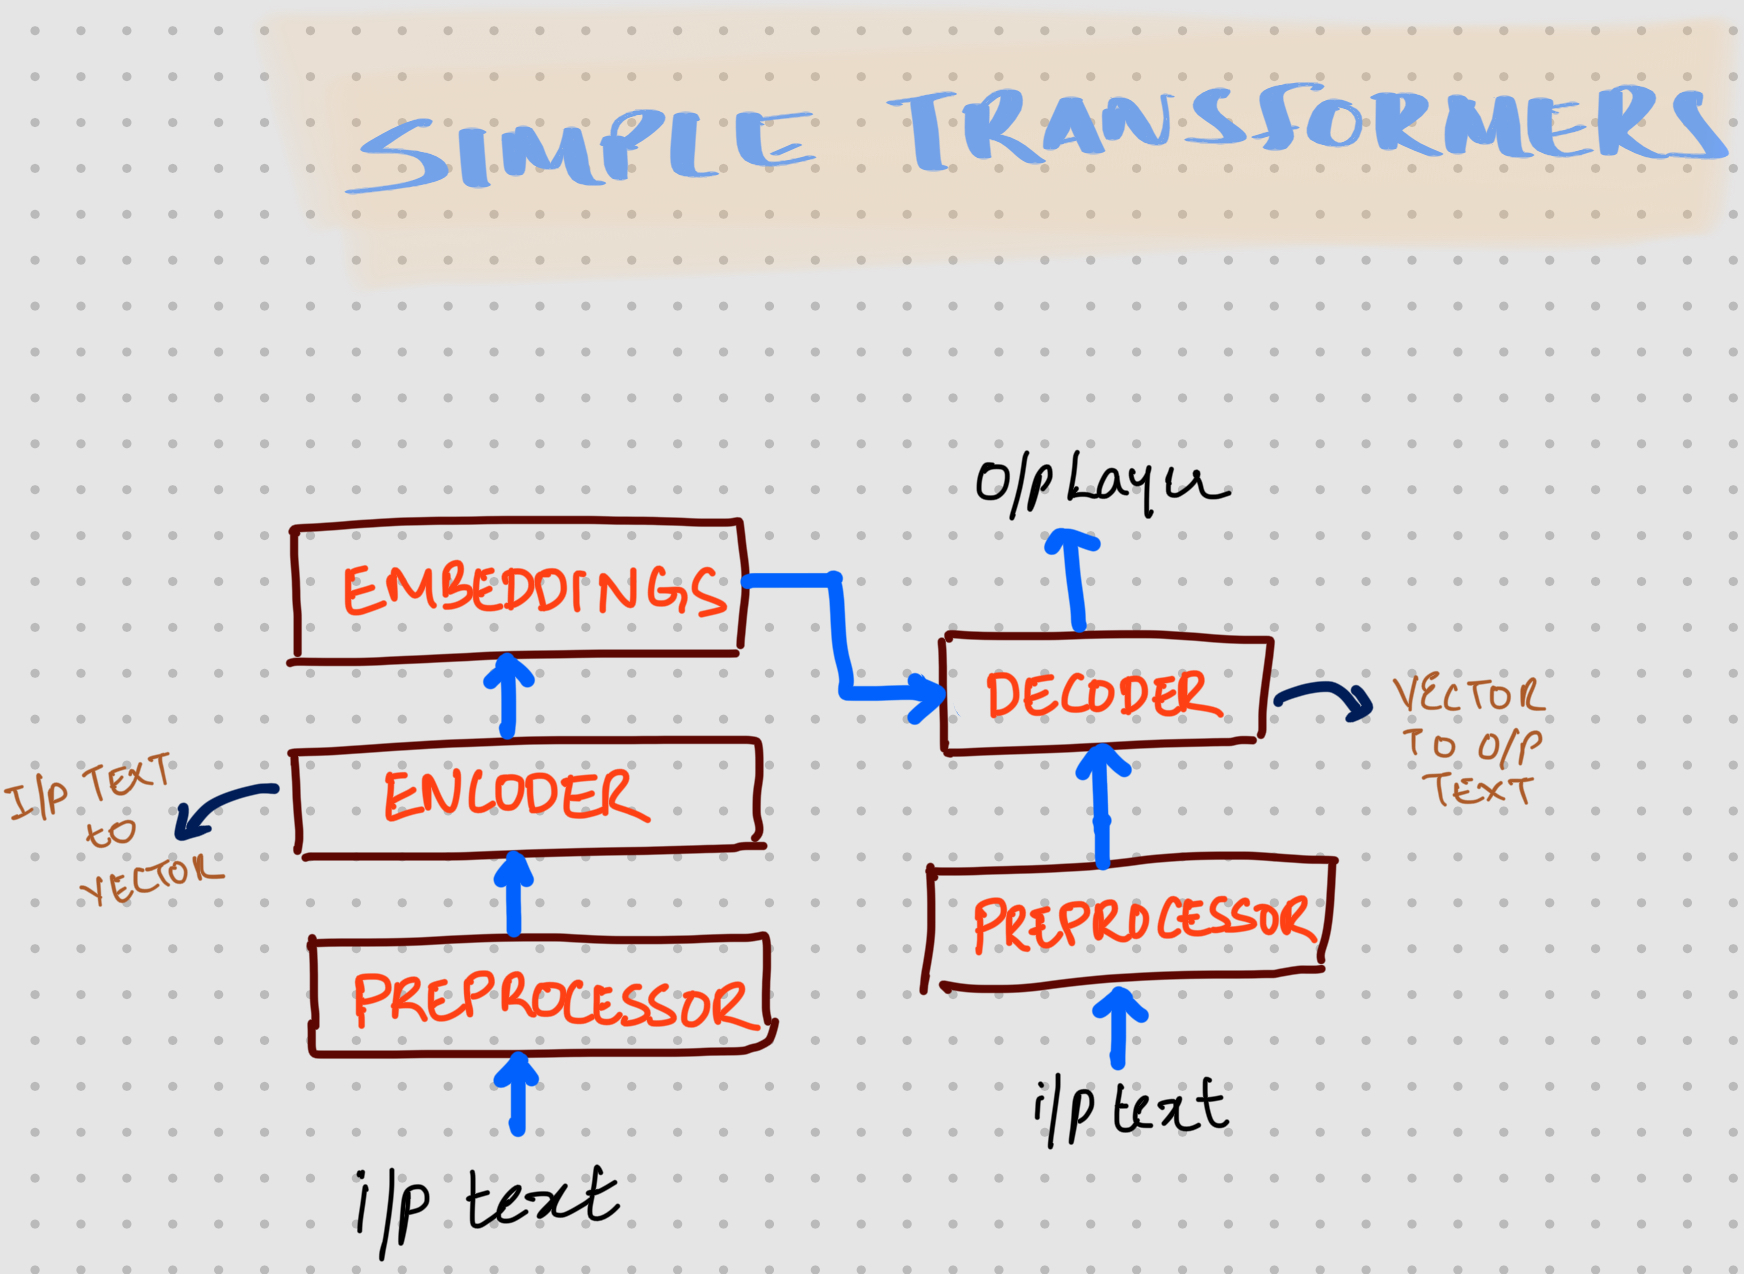 SIMPLE TRANSFORMERS
O/p Layer
EMBEDDINGS
DECODER
VECTOR
TO O/P
TEXT
I/p TEXT
to
VECTOR
ENCODER
PREPROCESSOR
PREPROCESSOR
i/p text
i/p text